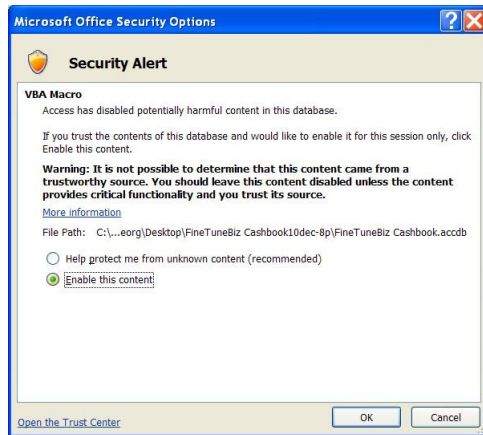 Microsoft Office Security Options
Security Alert
VBA Macro
Access has disabled potentially harmful content in this database.
If you trust the contents of this database and would like to enable it for this session only, click
Enable this content.
Warning: It is not possible to determine that this content came from a
trustworthy source. You should leave this content disabled unless the content
provides critical functionality and you trust its source.
More information
File Path: C:\...eorg\Desktop\FineTuneBiz Cashbook10dec-8p\FineTuneBiz Cashbook.accdb
Help protect me from unknown content (recommended)
Enable this content
Open the Trust Center
OK
Cancel